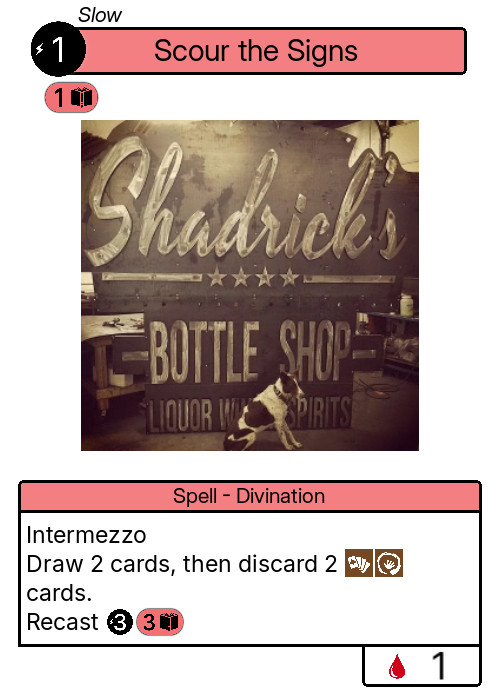 Slow
1
Scour the Signs
1
Shadrick's
BOTTLE SHOP
LIQUOR WINE SPIRITS
Spell - Divination
Intermezzo
Draw 2 cards, then discard 2
cards.
Recast 3 3
1